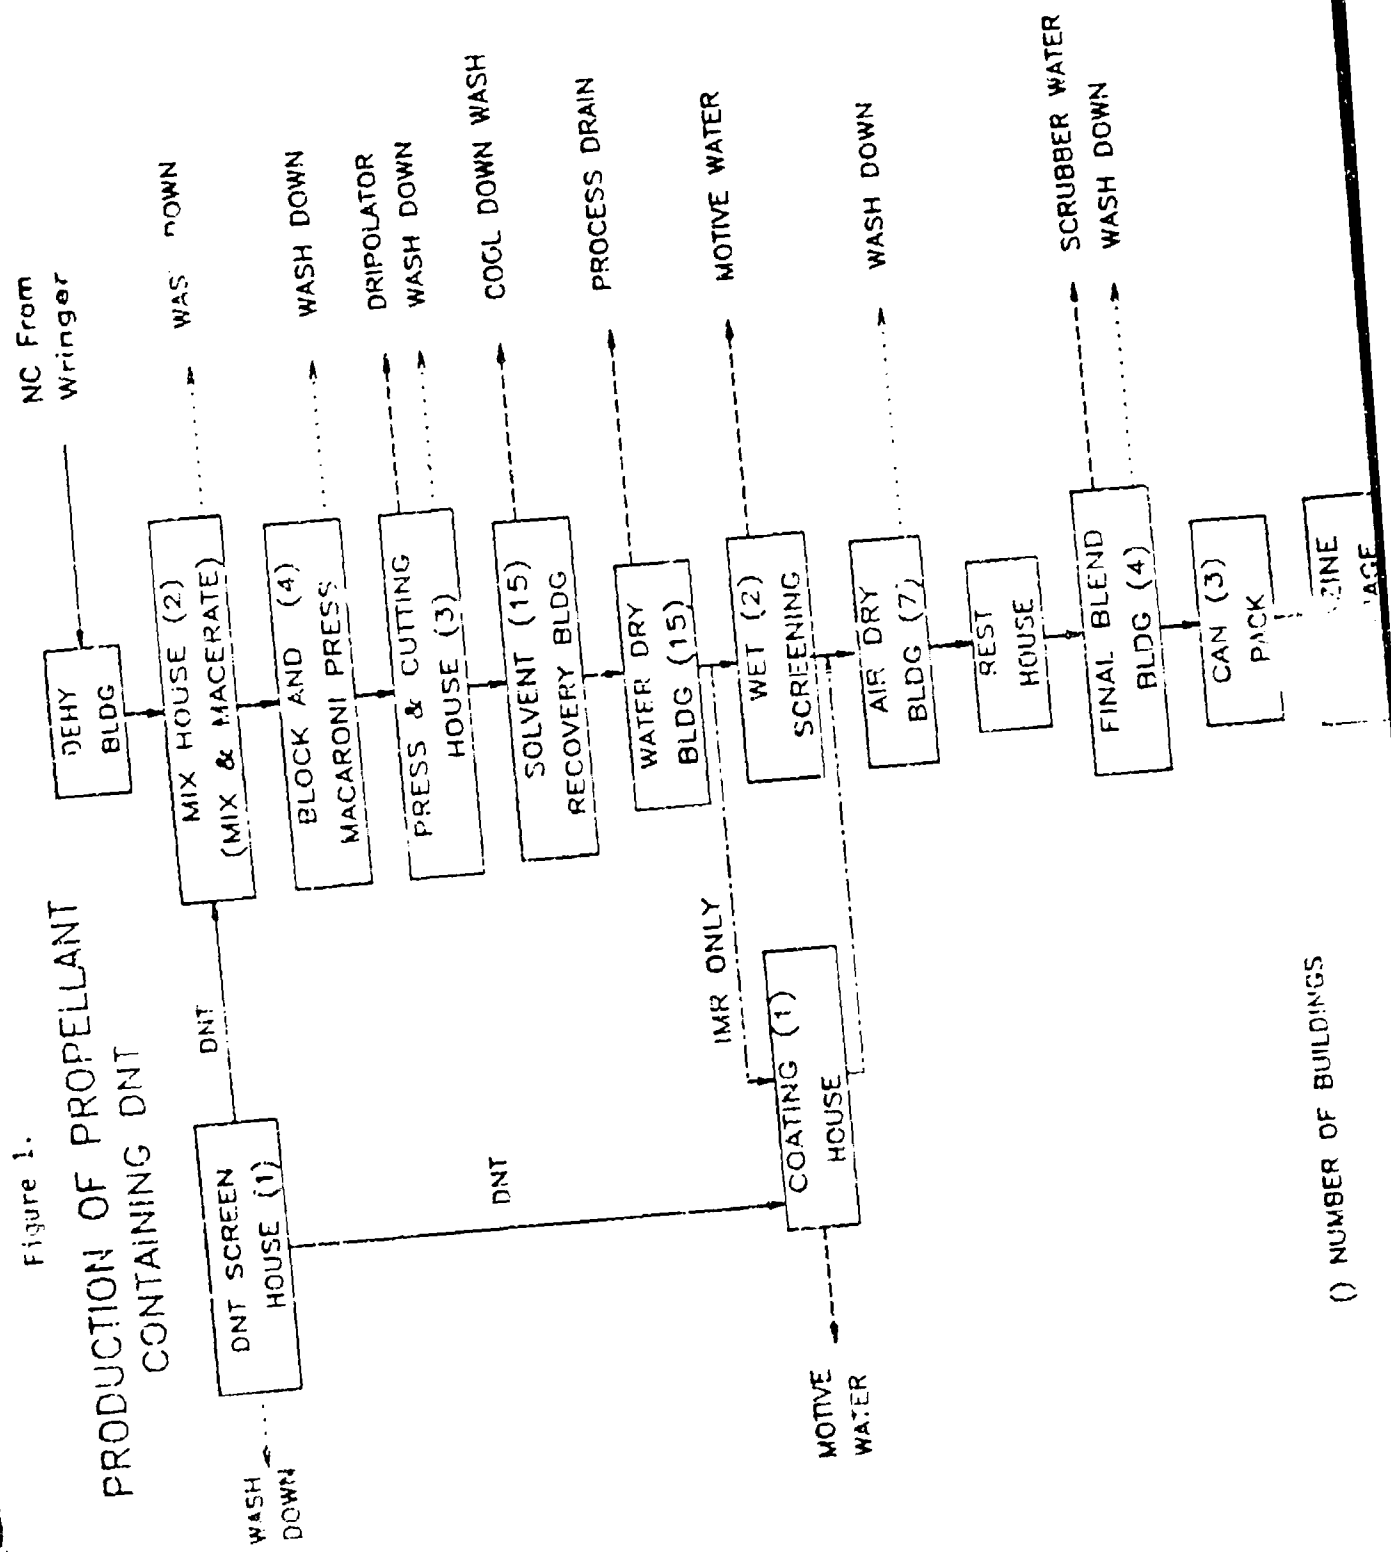 Figure 1.
PRODUCTION OF PROPELLANT
CONTAINING DNT
NC From
Wringer
DEHY
BLDG
MIX HOUSE (2)
(MIX & MACERATE)
DOWN
DNT SCREEN
HOUSE (1)
DNT
WASH
DOWN
BLOCK AND (4)
MACARONI PRESS
WASH DOWN
PRESS & CUTTING
HOUSE (3)
DRIPOLATOR
WASH DOWN
SOLVENT (15)
RECOVERY BLDG
COOL DOWN WASH
DNT
WATER DRY
BLDG (15)
PROCESS DRAIN
IMR ONLY
WET (2)
SCREENING
MOTIVE WATER
COATING (1)
HOUSE
MOTIVE
WATER
AIR DRY
BLDG (7)
WASH DOWN
REST
HOUSE
FINAL BLEND
BLDG (4)
SCRUBBER WATER
WASH DOWN
CAN (3)
PACK
() NUMBER OF BUILDINGS